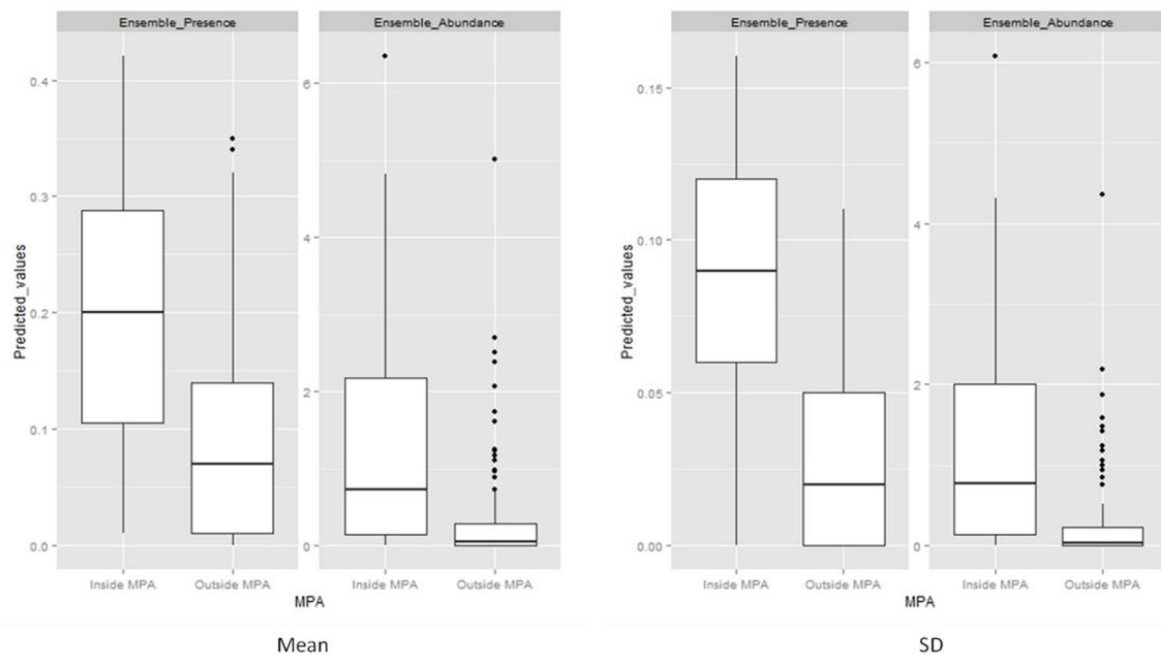 Ensemble_Presence Ensemble_Abundance Ensemble_Presence Ensemble_Abundance
Predicted_values
0.4
0.3
0.2
0.1
0.0
6
4
2
0
Inside MPA Outside MPA Inside MPA Outside MPA
MPA
Mean
Predicted_values
0.15
0.10
0.05
0.00
6
4
2
0
Inside MPA Outside MPA Inside MPA Outside MPA
MPA
SD